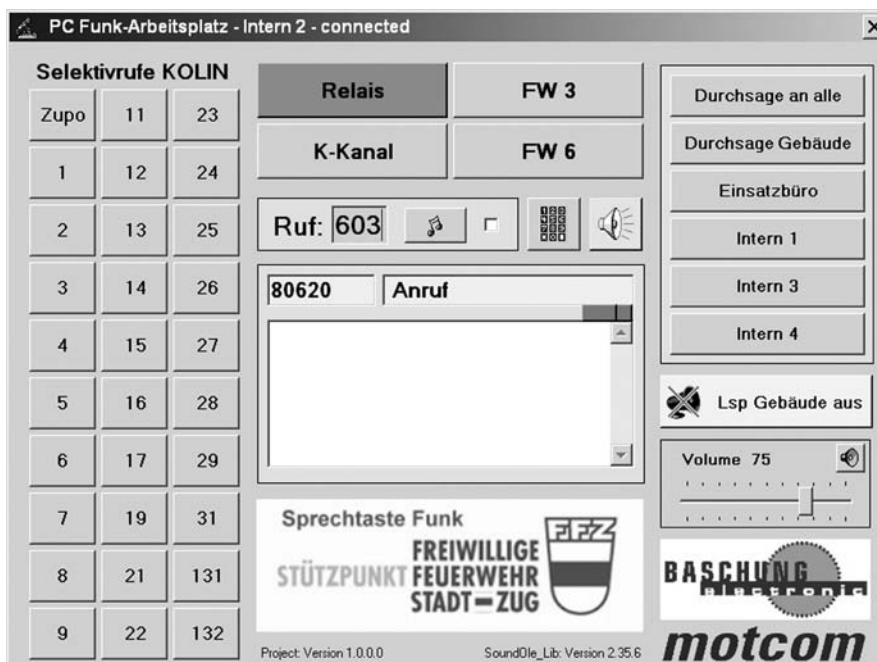 PC Funk-Arbeitsplatz - Intern 2 - connected
Selektivrufe KOLIN
Zupo 11 23
1 12 24
2 13 25
3 14 26
4 15 27
5 16 28
6 17 29
7 19 31
8 21 131
9 22 132
Relais FW 3
K-Kanal FW 6
Ruf: 603
80620 Anruf
Sprechtaste Funk
FFZ
FREIWILLIGE
STÜTZPUNKT FEUERWEHR
STADT ZUG
Project: Version 1.0.0.0 SoundOle_Lib: Version 2.35.6
Durchsage an alle
Durchsage Gebäude
Einsatzbüro
Intern 1
Intern 3
Intern 4
Lsp Gebäude aus
Volume 75
BASCHUNG
electronic
motcom